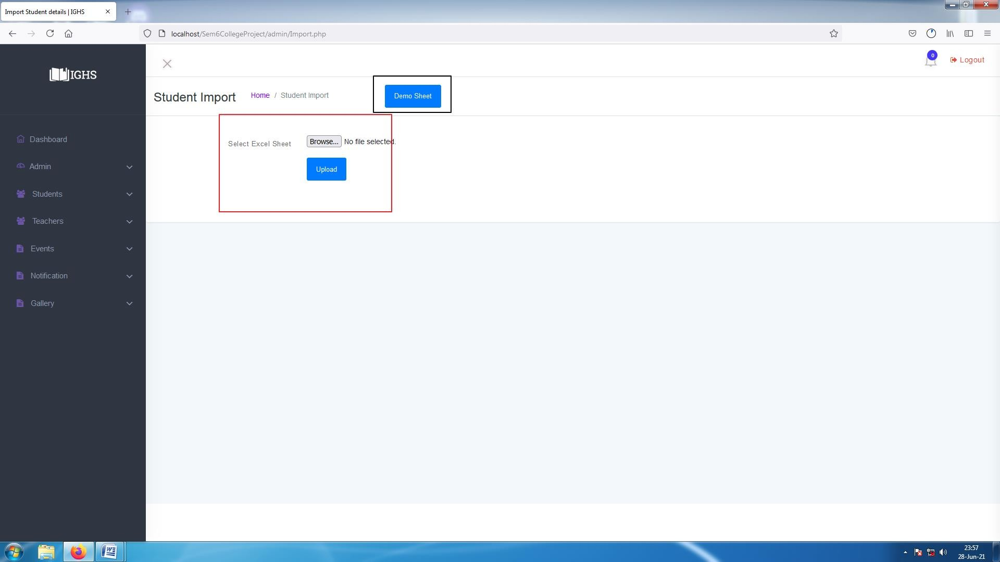 Import Student details | IGHS
localhost/Sem6CollegeProject/admin/Import.php
IGHS
0
Logout
Student Import
Home / Student Import
Demo Sheet
Dashboard
Admin
Students
Teachers
Events
Notification
Gallery
Select Excel Sheet
Browse... No file selected.
Upload
23:57
28-Jun-21